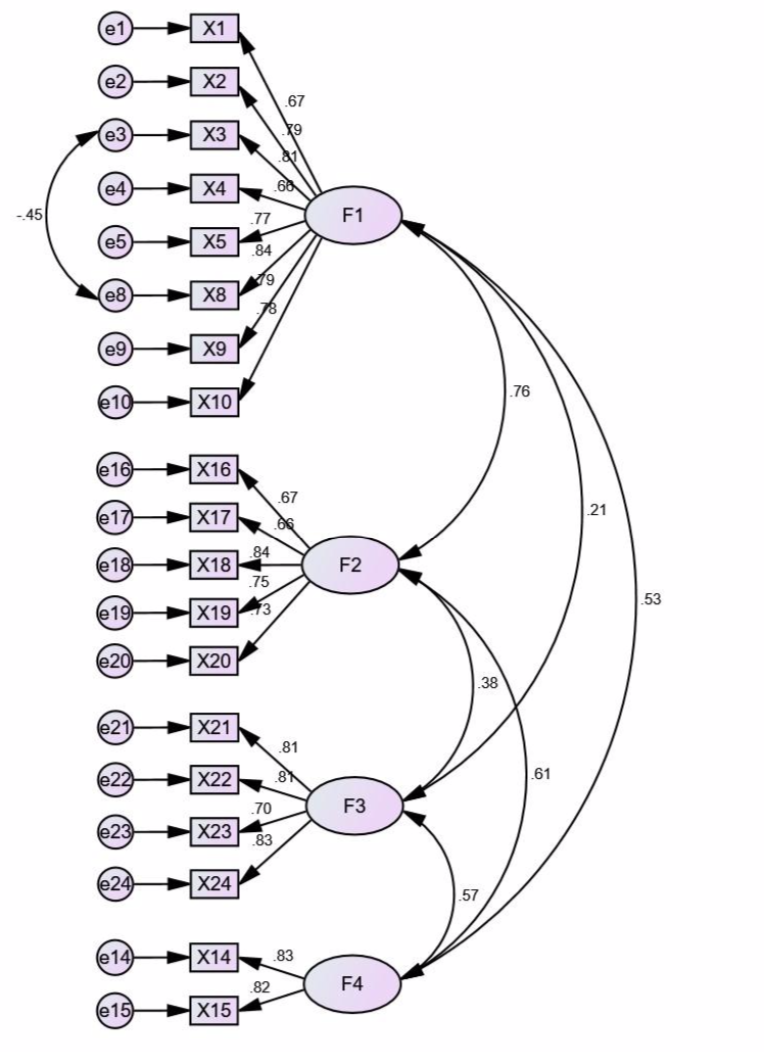 e1 X1
.67
e2 X2
.79
e3 X3
.81
e4 X4
.66
-.45
F1
e5 X5
.77
.84
e8 X8
.79
.78
e9 X9
e10 X10
.76
e16 X16
.67
.21
e17 X17
.66
e18 X18
.84
F2
.75
.53
e19 X19
.73
e20 X20
.38
e21 X21
.81
e22 X22
.81
.61
F3
.70
e23 X23
.83
e24 X24
.57
e14 X14
.83
F4
.82
e15 X15